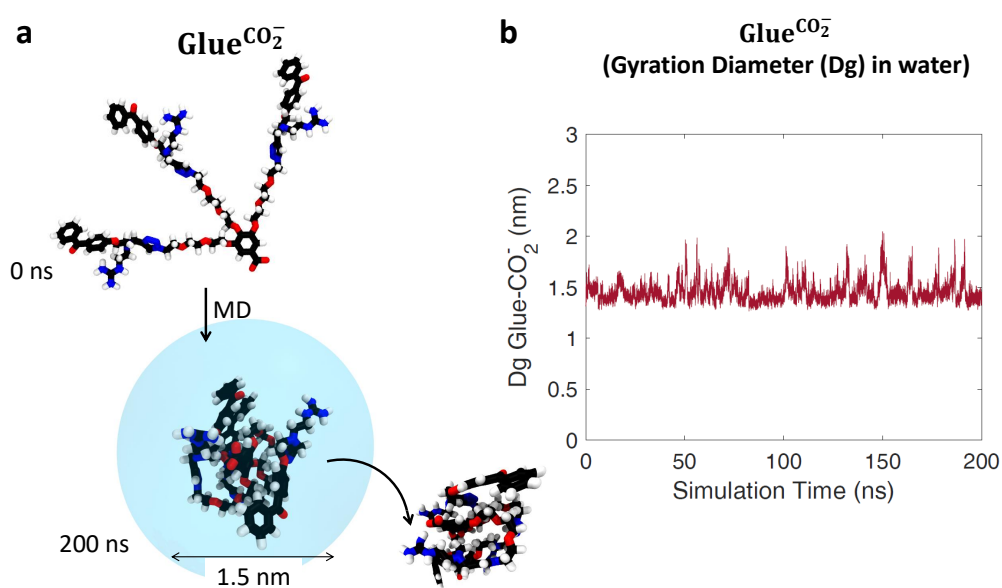 a
Glue^{CO₂⁻}
0 ns
MD
200 ns
1.5 nm
b
Glue^{CO₂⁻}
(Gyration Diameter (Dg) in water)
Dg Glue-CO₂⁻ (nm)
3
2.5
2
1.5
1
0.5
0
0 50 100 150 200
Simulation Time (ns)